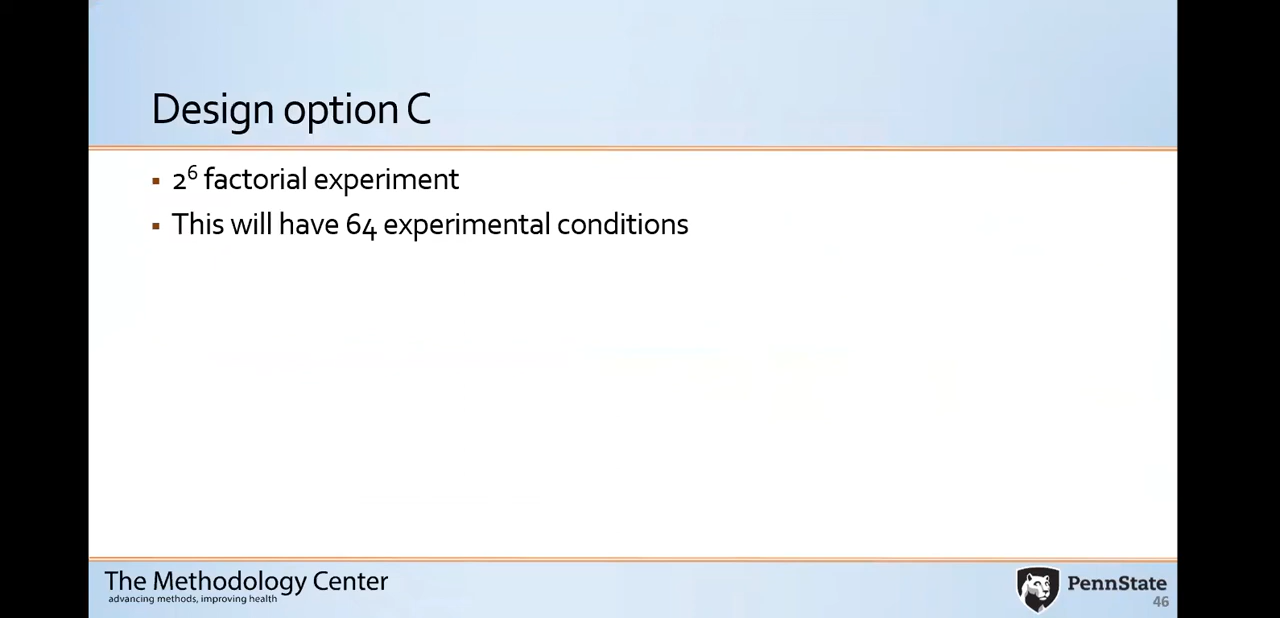 Design option C
▪ 2⁶ factorial experiment
▪ This will have 64 experimental conditions
The Methodology Center
advancing methods, improving health
PennState
46